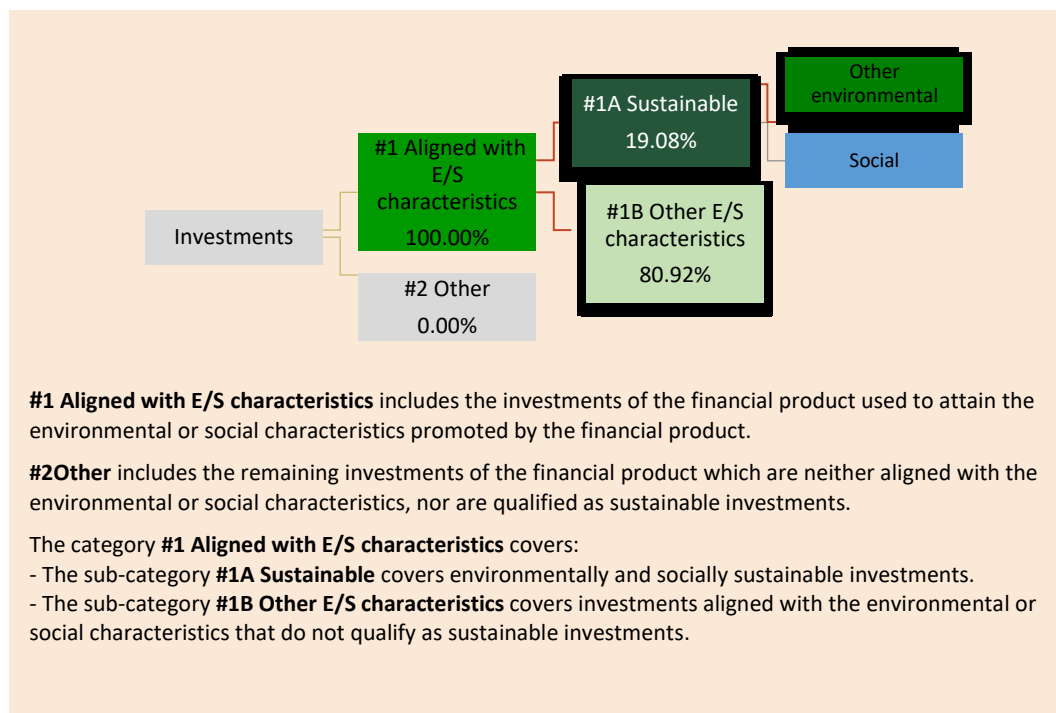 Investments
#1 Aligned with
E/S
characteristics
100.00%
#2 Other
0.00%
#1A Sustainable
19.08%
#1B Other E/S
characteristics
80.92%
Other
environmental
Social
#1 Aligned with E/S characteristics includes the investments of the financial product used to attain the
environmental or social characteristics promoted by the financial product.
#2Other includes the remaining investments of the financial product which are neither aligned with the
environmental or social characteristics, nor are qualified as sustainable investments.
The category #1 Aligned with E/S characteristics covers:
- The sub-category #1A Sustainable covers environmentally and socially sustainable investments.
- The sub-category #1B Other E/S characteristics covers investments aligned with the environmental or
social characteristics that do not qualify as sustainable investments.